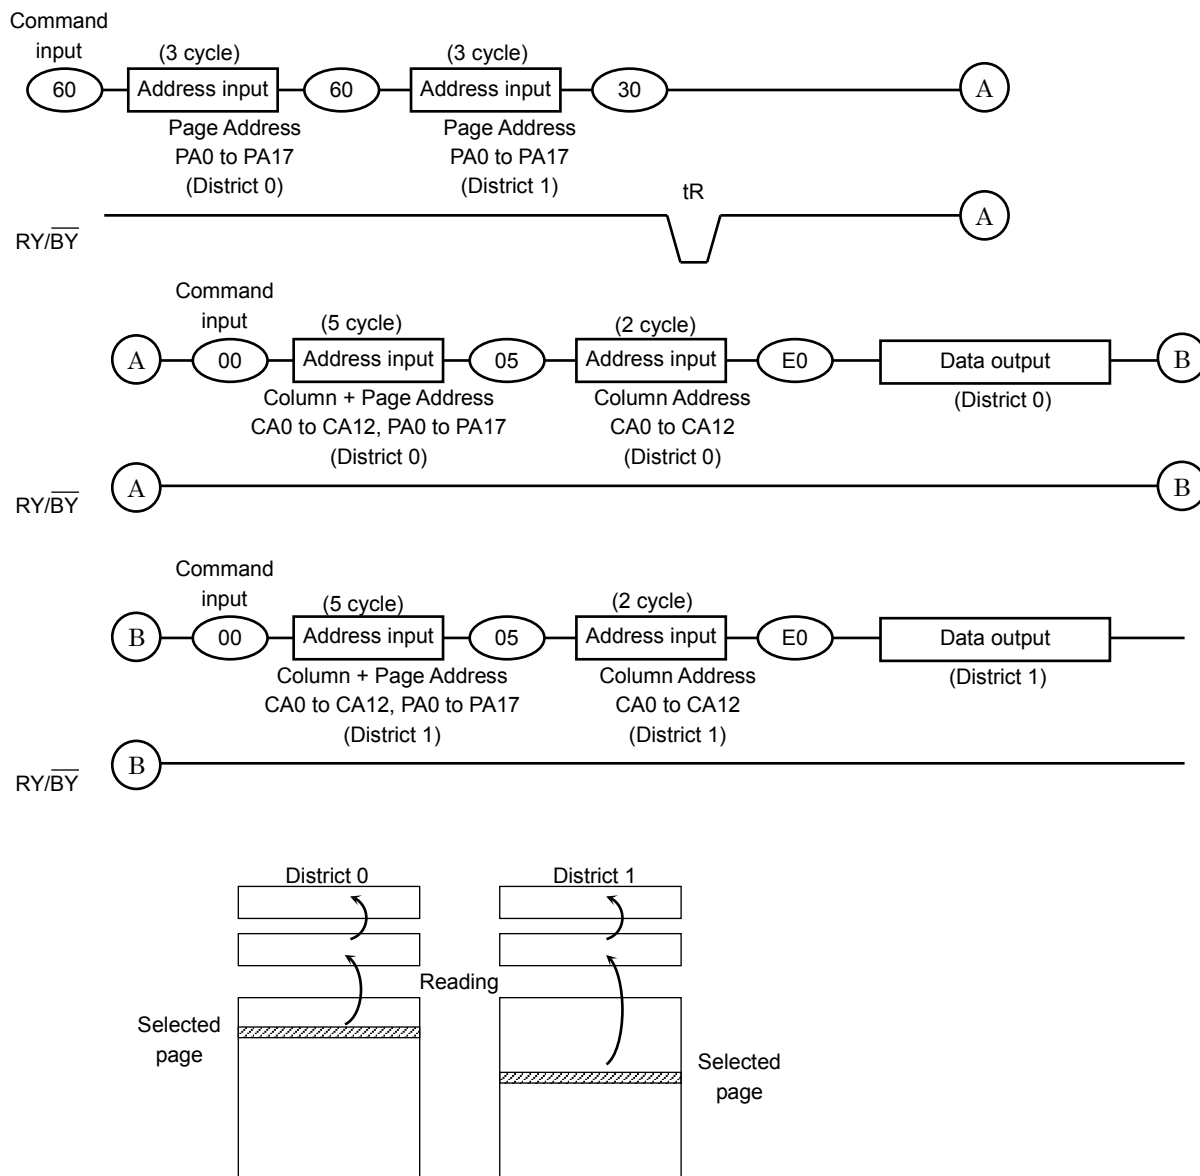 Command
input
(3 cycle) (3 cycle)
60 Address input 60 Address input 30 A
Page Address Page Address
PA0 to PA17 PA0 to PA17
(District 0) (District 1)
tR
RY/B̅Y̅ A
Command
input
(5 cycle) (2 cycle)
A 00 Address input 05 Address input E0 Data output B
Column + Page Address Column Address (District 0)
CA0 to CA12, PA0 to PA17 CA0 to CA12
(District 0) (District 0)
RY/B̅Y̅ A B
Command
input
(5 cycle) (2 cycle)
B 00 Address input 05 Address input E0 Data output
Column + Page Address Column Address (District 1)
CA0 to CA12, PA0 to PA17 CA0 to CA12
(District 1) (District 1)
RY/B̅Y̅ B
District 0 District 1
Reading
Selected
page
Selected
page